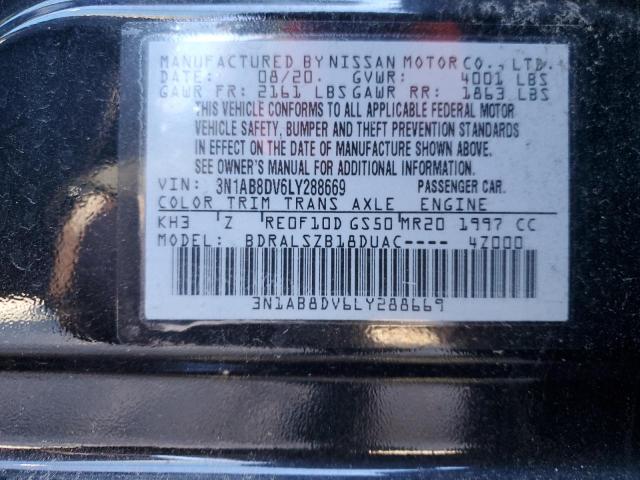 MANUFACTURED BY NISSAN MOTOR CO., LTD.
DATE: 08/20. GVWR: 4001 LBS
GAWR FR: 2161 LBS GAWR RR: 1863 LBS
THIS VEHICLE CONFORMS TO ALL APPLICABLE FEDERAL MOTOR
VEHICLE SAFETY, BUMPER AND THEFT PREVENTION STANDARDS
IN EFFECT ON THE DATE OF MANUFACTURE SHOWN ABOVE.
SEE OWNER'S MANUAL FOR ADDITIONAL INFORMATION.
VIN: 3N1AB8DV6LY288669 PASSENGER CAR.
COLOR TRIM TRANS AXLE ENGINE
KH3 Z RE0F10D GS50 MR20 1997 CC
MODEL: BDRALSZB18DUAC---- 4Z000
3N1AB8DV6LY288669